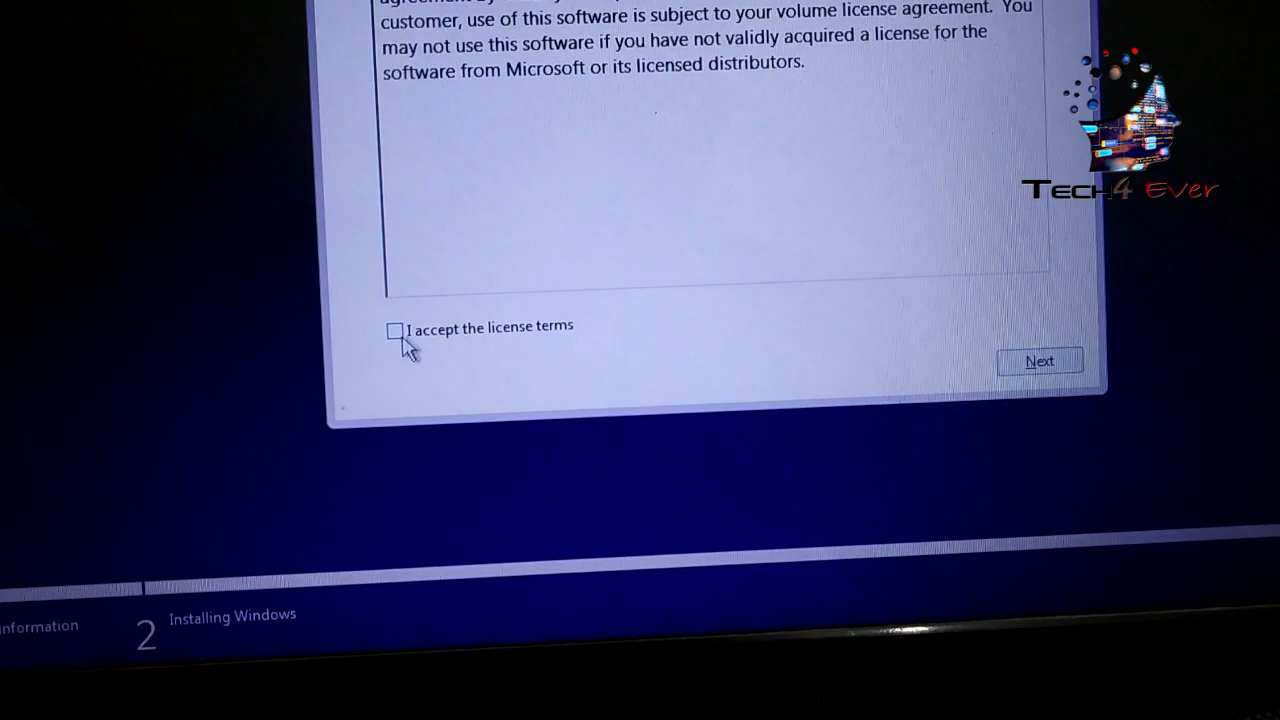 customer, use of this software is subject to your volume license agreement. You
may not use this software if you have not validly acquired a license for the
software from Microsoft or its licensed distributors.
TECH4 Ever
I accept the license terms
Next
information
2
Installing Windows